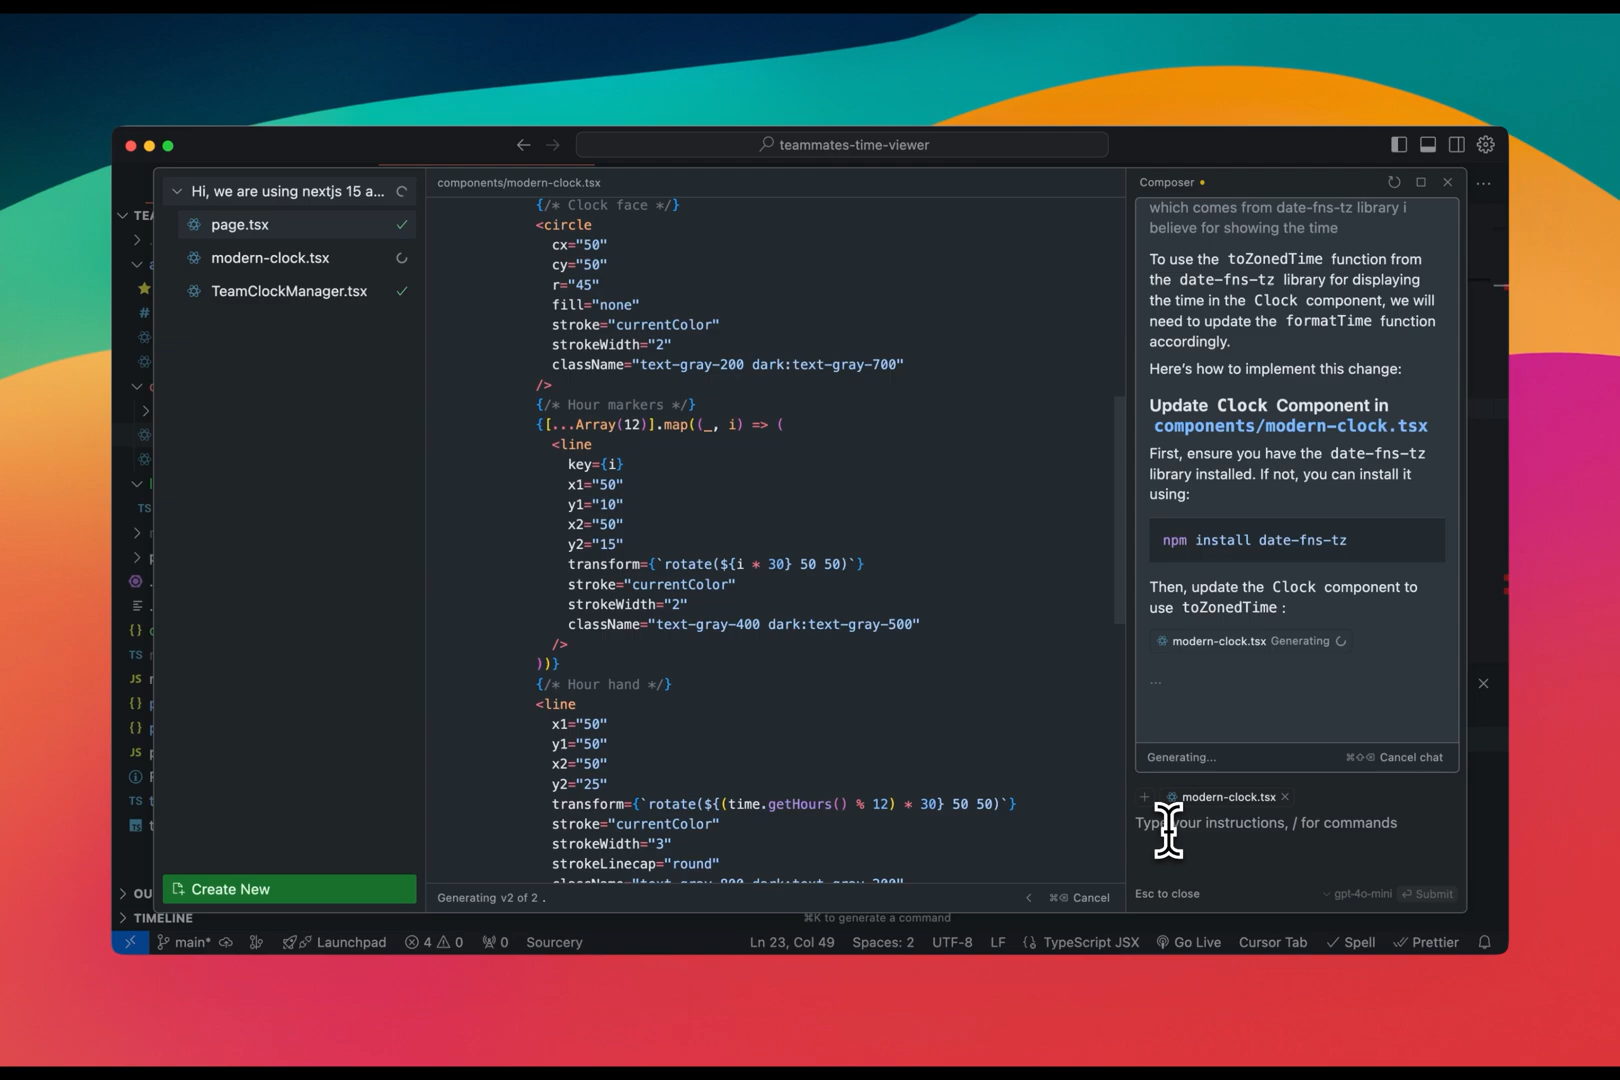 teammates-time-viewer
Hi, we are using nextjs 15 a...
page.tsx
modern-clock.tsx
TeamClockManager.tsx
Create New
TEA
OU
TIMELINE
components/modern-clock.tsx
{/* Clock face */}
<circle
cx="50"
cy="50"
r="45"
fill="none"
stroke="currentColor"
strokeWidth="2"
className="text-gray-200 dark:text-gray-700"
/>
{/* Hour markers */}
{[...Array(12)].map((_, i) => (
<line
key={i}
x1="50"
y1="10"
x2="50"
y2="15"
transform={`rotate(${i * 30} 50 50)`}
stroke="currentColor"
strokeWidth="2"
className="text-gray-400 dark:text-gray-500"
/>
))}
{/* Hour hand */}
<line
x1="50"
y1="50"
x2="50"
y2="25"
transform={`rotate(${(time.getHours() % 12) * 30} 50 50)`}
stroke="currentColor"
strokeWidth="3"
strokeLinecap="round"
Generating v2 of 2 .
Cancel
⌘K to generate a command
Composer
which comes from date-fns-tz library i
believe for showing the time
To use the toZonedTime function from
the date-fns-tz library for displaying
the time in the Clock component, we will
need to update the formatTime function
accordingly.
Here's how to implement this change:
Update Clock Component in
components/modern-clock.tsx
First, ensure you have the date-fns-tz
library installed. If not, you can install it
using:
npm install date-fns-tz
Then, update the Clock component to
use toZonedTime :
modern-clock.tsx Generating
...
Generating...
Cancel chat
+ modern-clock.tsx ×
Type your instructions, / for commands
Esc to close
gpt-4o-mini
Submit
main*
Launchpad
4 0
0
Sourcery
Ln 23, Col 49
Spaces: 2
UTF-8
LF
TypeScript JSX
Go Live
Cursor Tab
Spell
Prettier